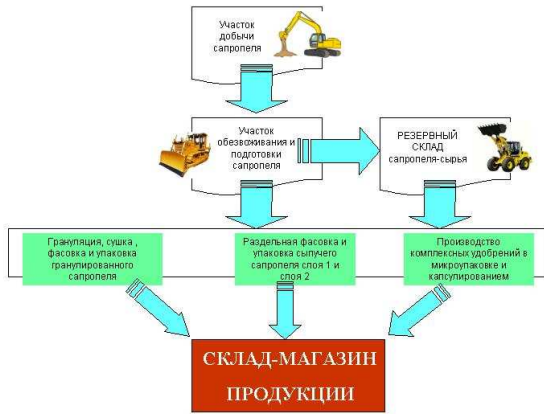 Участок
добычи
сапропеля
Участок
обезвоживания и
подготовки
сапропеля
РЕЗЕРВНЫЙ
СКЛАД
сапропеля-сырья
Грануляция, сушка ,
фасовка и упаковка
гранулированного
сапропеля
Раздельная фасовка и
упаковка сыпучего
сапропеля слоя 1 и
слоя 2
Производство
комплексных удобрений в
микроупаковке и
капсулированием
СКЛАД-МАГАЗИН
ПРОДУКЦИИ